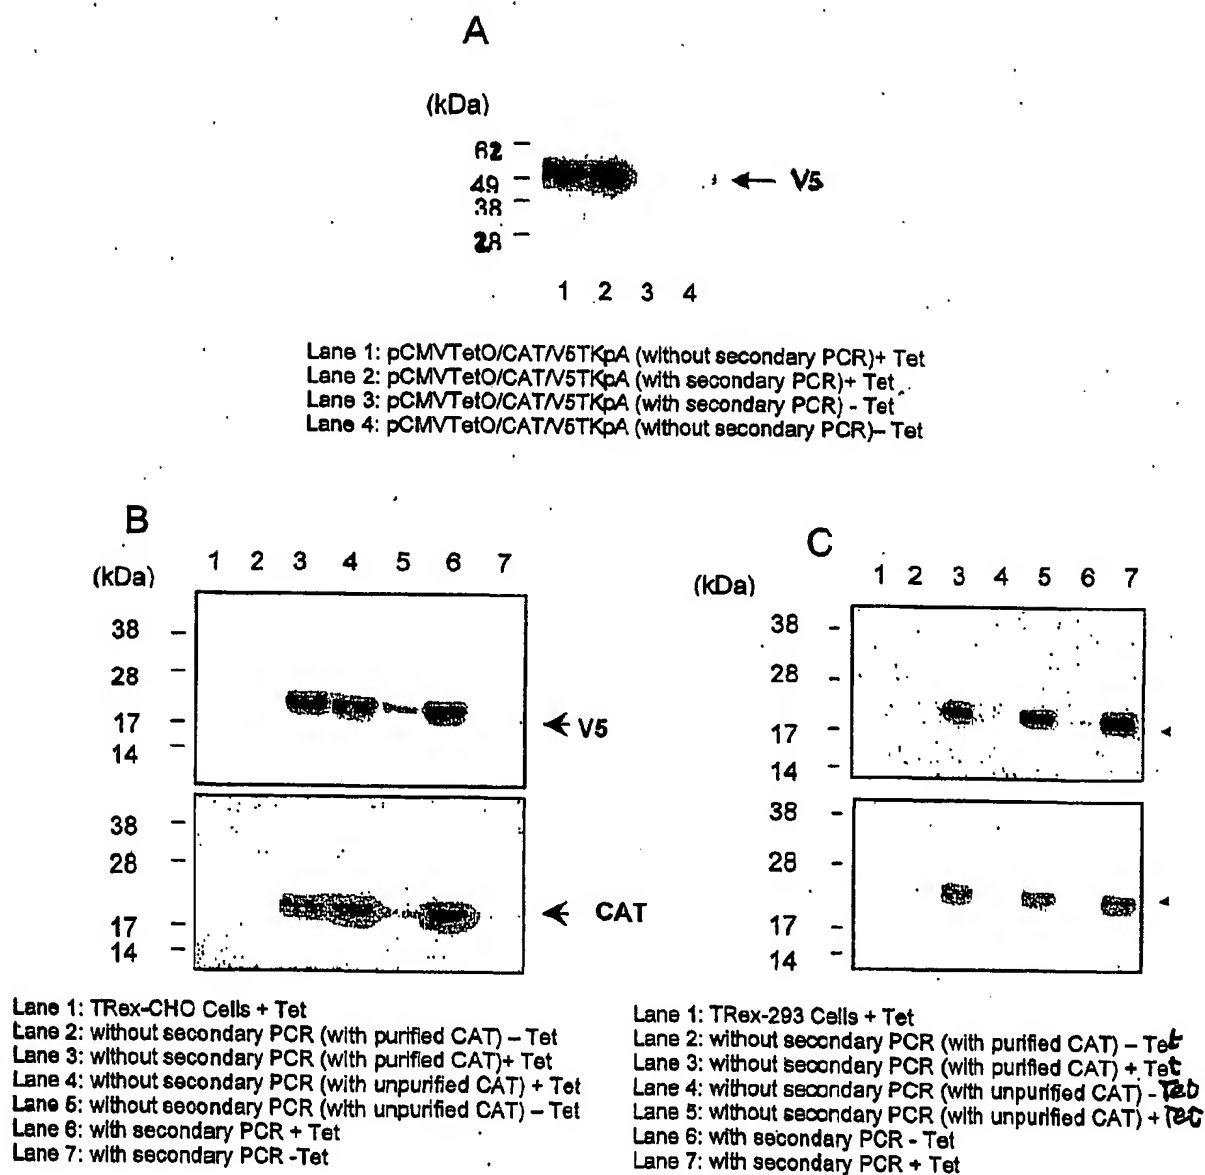 A
(kDa)
62
49
38
28
V5
1 2 3 4
Lane 1: pCMVTetO/CAT/V5TKpA (without secondary PCR)+ Tet
Lane 2: pCMVTetO/CAT/V5TKpA (with secondary PCR)+ Tet
Lane 3: pCMVTetO/CAT/V5TKpA (with secondary PCR) - Tet
Lane 4: pCMVTetO/CAT/V5TKpA (without secondary PCR)– Tet
B
(kDa)
1 2 3 4 5 6 7
38
28
17
14
V5
38
28
17
14
CAT
Lane 1: TRex-CHO Cells + Tet
Lane 2: without secondary PCR (with purified CAT) – Tet
Lane 3: without secondary PCR (with purified CAT)+ Tet
Lane 4: without secondary PCR (with unpurified CAT) + Tet
Lane 5: without secondary PCR (with unpurified CAT) – Tet
Lane 6: with secondary PCR + Tet
Lane 7: with secondary PCR -Tet
C
(kDa)
1 2 3 4 5 6 7
38
28
17
14
38
28
17
14
Lane 1: TRex-293 Cells + Tet
Lane 2: without secondary PCR (with purified CAT) – Tet
Lane 3: without secondary PCR (with purified CAT) + Tet
Lane 4: without secondary PCR (with unpurified CAT) - Tet
Lane 5: without secondary PCR (with unpurified CAT) + Tet
Lane 6: with secondary PCR - Tet
Lane 7: with secondary PCR + Tet